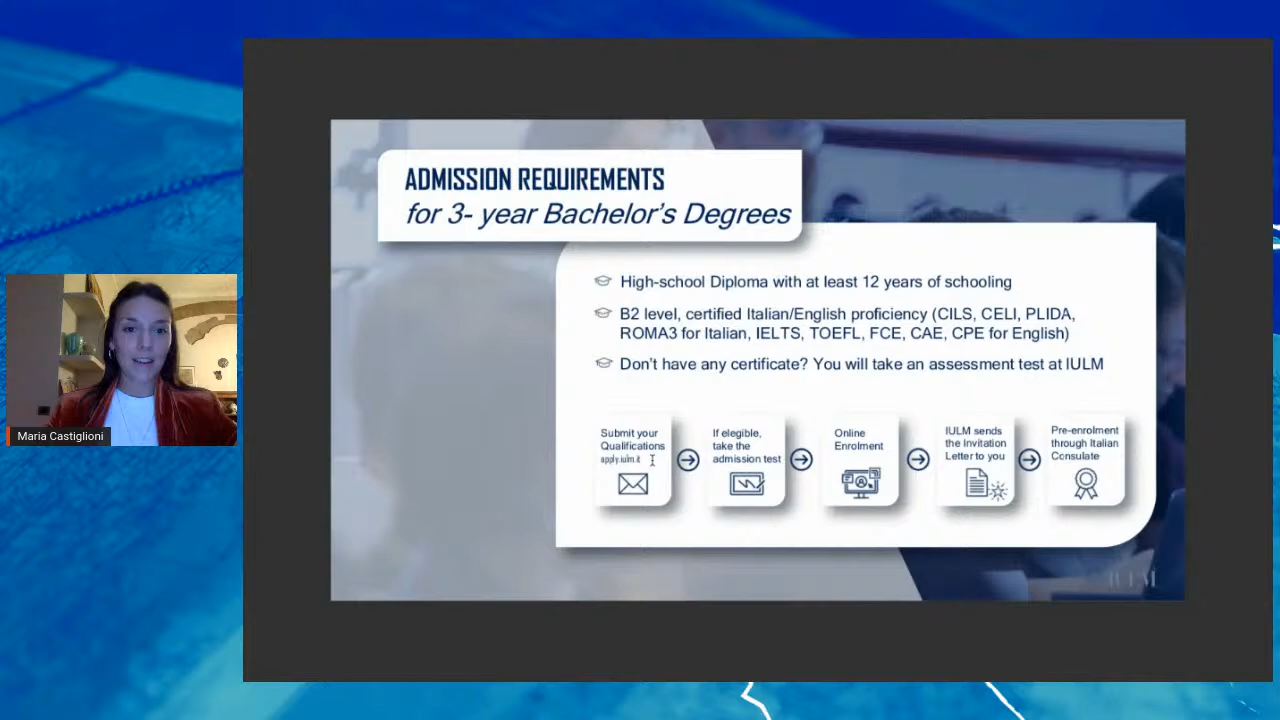 ADMISSION REQUIREMENTS
for 3- year Bachelor's Degrees
High-school Diploma with at least 12 years of schooling
B2 level, certified Italian/English proficiency (CILS, CELI, PLIDA,
ROMA3 for Italian, IELTS, TOEFL, FCE, CAE, CPE for English)
Don't have any certificate? You will take an assessment test at IULM
Submit your
Qualifications
apply.iulm.it
If elegible,
take the
admission test
Online
Enrolment
IULM sends
the Invitation
Letter to you
Pre-enrolment
through Italian
Consulate
IULM
Maria Castiglioni